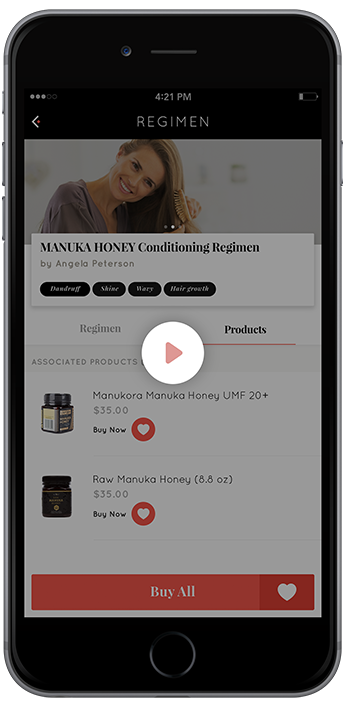 4:21 PM
REGIMEN
MANUKA HONEY Conditioning Regimen
by Angela Peterson
Dandruff Shine Wavy Hair growth
Regimen Products
ASSOCIATED PRODUCTS
Manukora Manuka Honey UMF 20+
$35.00
Buy Now
Raw Manuka Honey (8.8 oz)
$35.00
Buy Now
Buy All